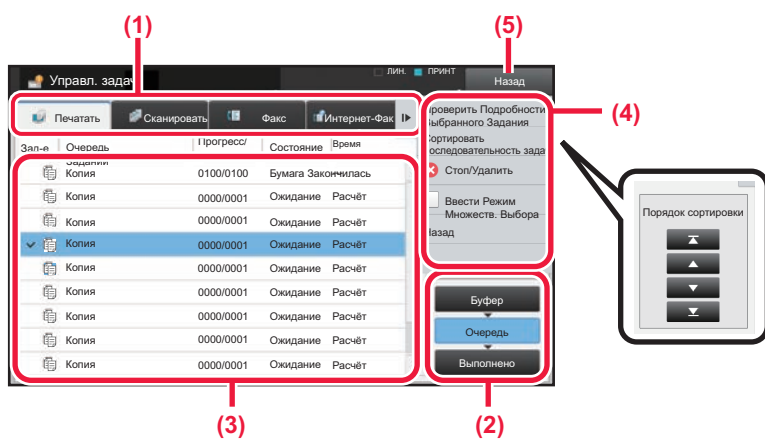 (1)
(5)
ЛИН.
ПРИНТ
Управл. задач
Назад
Печатать
Сканировать
Факс
Интернет-Фак
Проверить Подробности
Выбранного Задания
(4)
Зад-е
Очередь
Прогресс/
Состояние
Время
Сортировать
последовательность зада
Заданий
Копия 0100/0100 Бумага Закончилась
Стоп/Удалить
Копия 0000/0001 Ожидание Расчёт
Ввести Режим
Множеств. Выбора
Копия 0000/0001 Ожидание Расчёт
Назад
Копия 0000/0001 Ожидание Расчёт
Копия 0000/0001 Ожидание Расчёт
Копия 0000/0001 Ожидание Расчёт
Копия 0000/0001 Ожидание Расчёт
Копия 0000/0001 Ожидание Расчёт
Копия 0000/0001 Ожидание Расчёт
Буфер
Очередь
Выполнено
Порядок сортировки
(3)
(2)